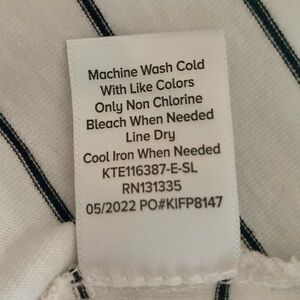 Machine Wash Cold
With Like Colors
Only Non Chlorine
Bleach When Needed
Line Dry
Cool Iron When Needed
KTE116387-E-SL
RN131335
05/2022 PO#KIFP8147